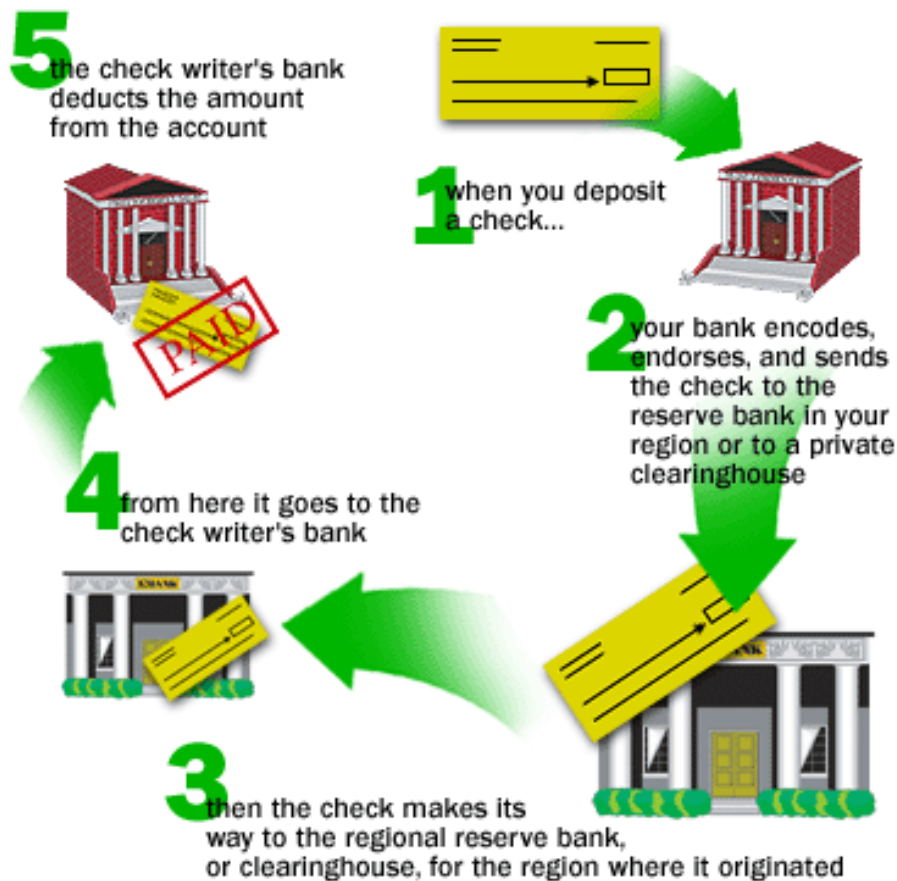 1
when you deposit
a check...
2
your bank encodes,
endorses, and sends
the check to the
reserve bank in your
region or to a private
clearinghouse
3
then the check makes its
way to the regional reserve bank,
or clearinghouse, for the region where it originated
4
from here it goes to the
check writer's bank
5
the check writer's bank
deducts the amount
from the account
PAID